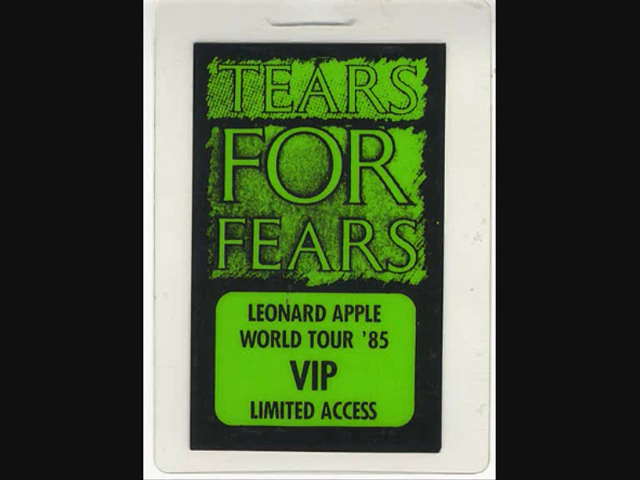 TEARS
FOR
FEARS
LEONARD APPLE
WORLD TOUR '85
VIP
LIMITED ACCESS